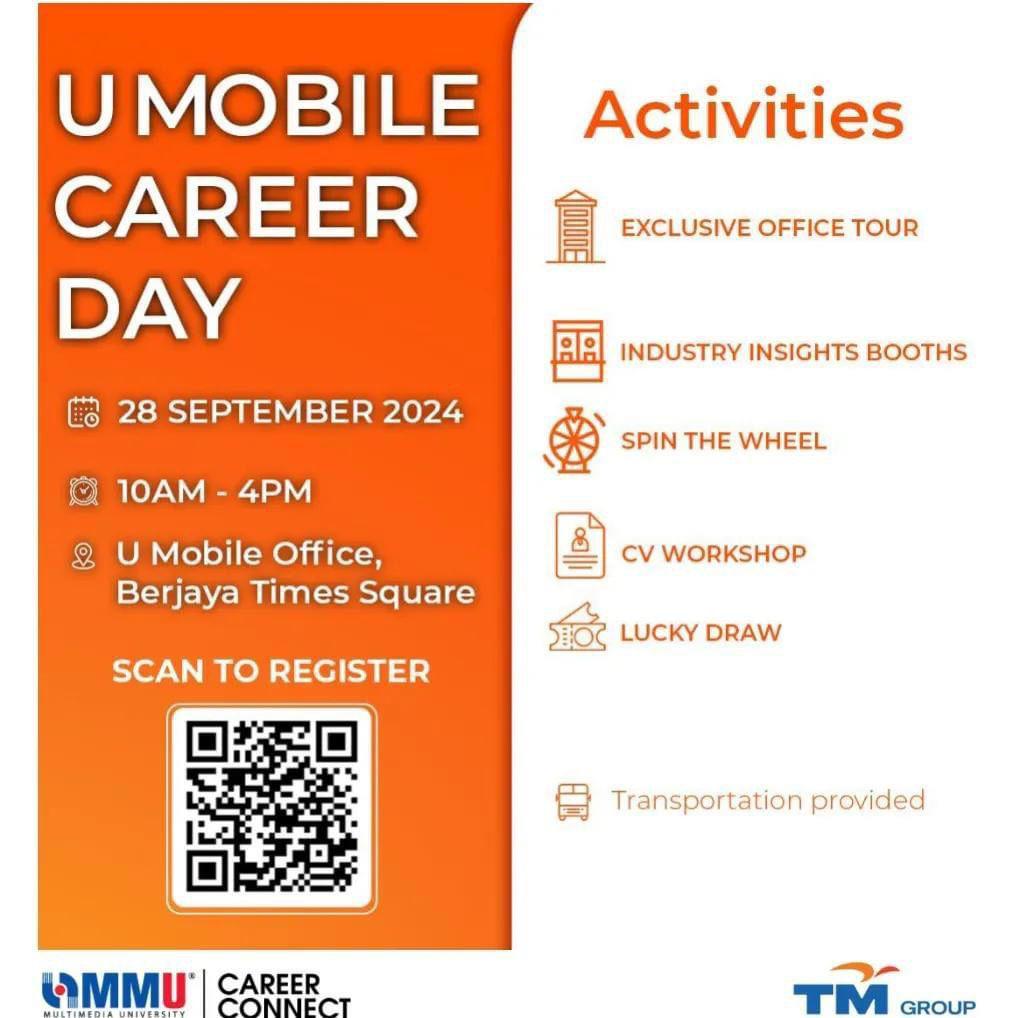 U MOBILE
CAREER
DAY
28 SEPTEMBER 2024
10AM - 4PM
U Mobile Office,
Berjaya Times Square
SCAN TO REGISTER
Activities
EXCLUSIVE OFFICE TOUR
INDUSTRY INSIGHTS BOOTHS
SPIN THE WHEEL
CV WORKSHOP
LUCKY DRAW
Transportation provided
MMU®
MULTIMEDIA UNIVERSITY
CAREER
CONNECT
TM GROUP